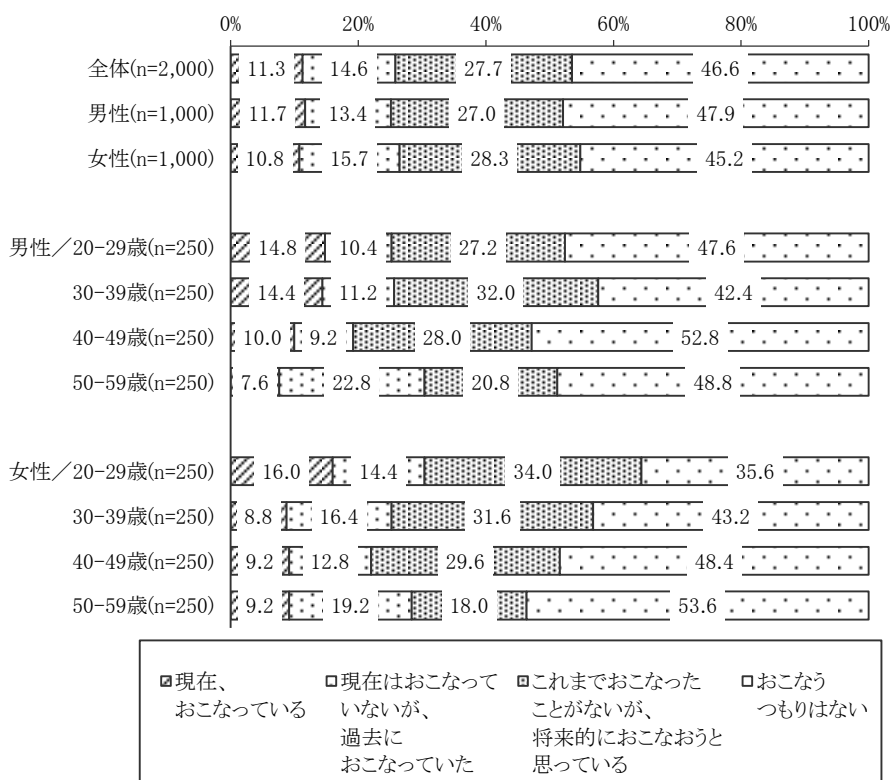 0% 20% 40% 60% 80% 100%
全体(n=2,000) 11.3 14.6 27.7 46.6
男性(n=1,000) 11.7 13.4 27.0 47.9
女性(n=1,000) 10.8 15.7 28.3 45.2
男性／20-29歳(n=250) 14.8 10.4 27.2 47.6
30-39歳(n=250) 14.4 11.2 32.0 42.4
40-49歳(n=250) 10.0 9.2 28.0 52.8
50-59歳(n=250) 7.6 22.8 20.8 48.8
女性／20-29歳(n=250) 16.0 14.4 34.0 35.6
30-39歳(n=250) 8.8 16.4 31.6 43.2
40-49歳(n=250) 9.2 12.8 29.6 48.4
50-59歳(n=250) 9.2 19.2 18.0 53.6
現在、
おこなっている
現在はおこなって
いないが、
過去に
おこなっていた
これまでおこなった
ことがないが、
将来的におこなおうと
思っている
おこなう
つもりはない